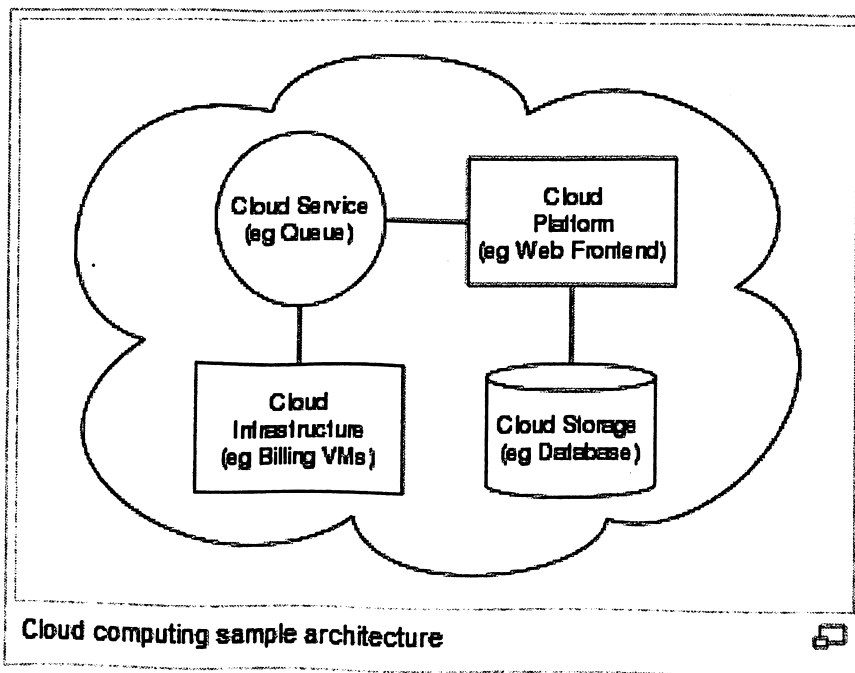 Cloud Service
(eg Queue)
Cloud
Platform
(eg Web Frontend)
Cloud
Infrastructure
(eg Billing VMs)
Cloud Storage
(eg Database)
Cloud computing sample architecture